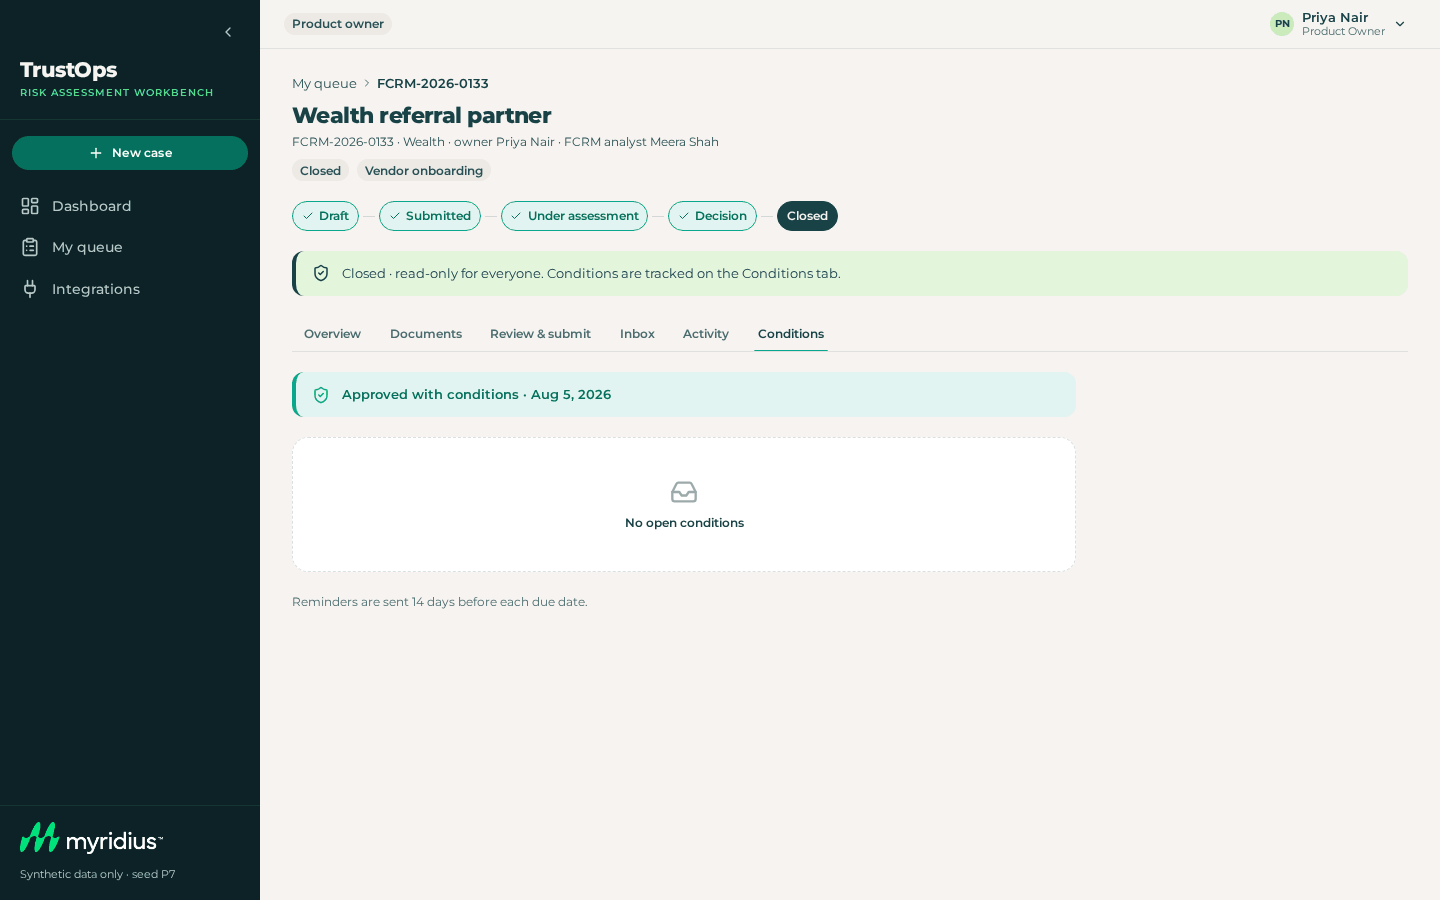 TrustOps
RISK ASSESSMENT WORKBENCH
New case
Dashboard
My queue
Integrations
myridius™
Synthetic data only · seed P7
Product owner
PN
Priya Nair
Product Owner
My queue › FCRM-2026-0133
Wealth referral partner
FCRM-2026-0133 · Wealth · owner Priya Nair · FCRM analyst Meera Shah
Closed Vendor onboarding
Draft Submitted Under assessment Decision Closed
Closed · read-only for everyone. Conditions are tracked on the Conditions tab.
Overview Documents Review & submit Inbox Activity Conditions
Approved with conditions · Aug 5, 2026
No open conditions
Reminders are sent 14 days before each due date.